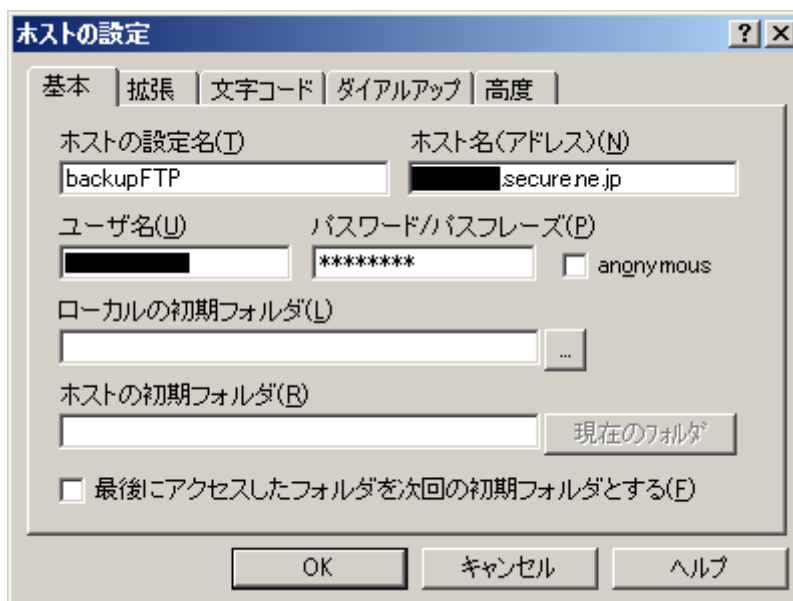 ホストの設定
基本 拡張 文字コード ダイアルアップ 高度
ホストの設定名(T) ホスト名(アドレス)(N)
backupFTP .secure.ne.jp
ユーザ名(U) パスワード/パスフレーズ(P)
******** anonymous
ローカルの初期フォルダ(L)
...
ホストの初期フォルダ(R)
現在のフォルダ
最後にアクセスしたフォルダを次回の初期フォルダとする(F)
OK キャンセル ヘルプ